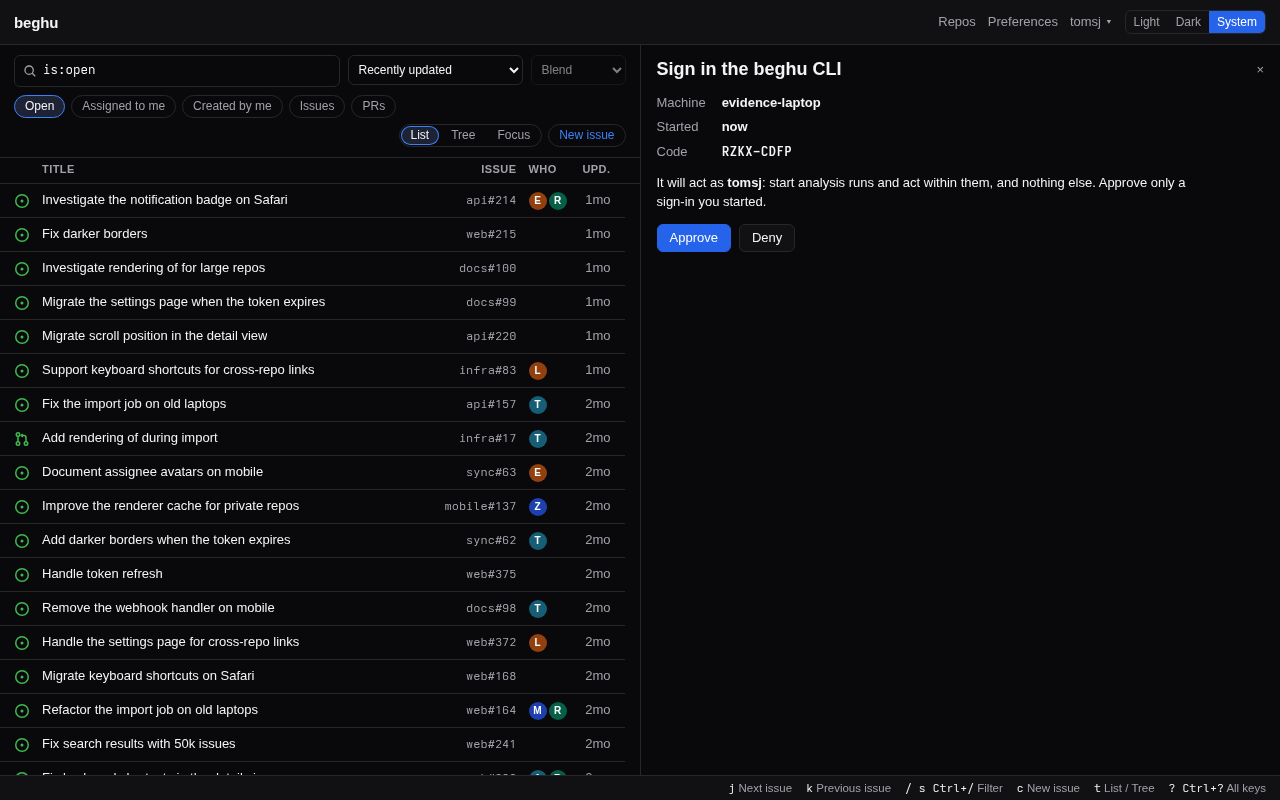 beghu
Repos Preferences tomsj Light Dark System
is:open Recently updated Blend
Open Assigned to me Created by me Issues PRs
List Tree Focus New issue
TITLE ISSUE WHO UPD.
Investigate the notification badge on Safari api#214 E R 1mo
Fix darker borders web#215 1mo
Investigate rendering of for large repos docs#100 1mo
Migrate the settings page when the token expires docs#99 1mo
Migrate scroll position in the detail view api#220 1mo
Support keyboard shortcuts for cross-repo links infra#83 L 1mo
Fix the import job on old laptops api#157 T 2mo
Add rendering of during import infra#17 T 2mo
Document assignee avatars on mobile sync#63 E 2mo
Improve the renderer cache for private repos mobile#137 Z 2mo
Add darker borders when the token expires sync#62 T 2mo
Handle token refresh web#375 2mo
Remove the webhook handler on mobile docs#98 T 2mo
Handle the settings page for cross-repo links web#372 L 2mo
Migrate keyboard shortcuts on Safari web#168 2mo
Refactor the import job on old laptops web#164 M R 2mo
Fix search results with 50k issues web#241 2mo
Sign in the beghu CLI ×
Machine evidence-laptop
Started now
Code RZKX-CDFP
It will act as tomsj: start analysis runs and act within them, and nothing else. Approve only a
sign-in you started.
Approve Deny
j Next issue k Previous issue / s Ctrl+/ Filter c New issue t List / Tree ? Ctrl+? All keys